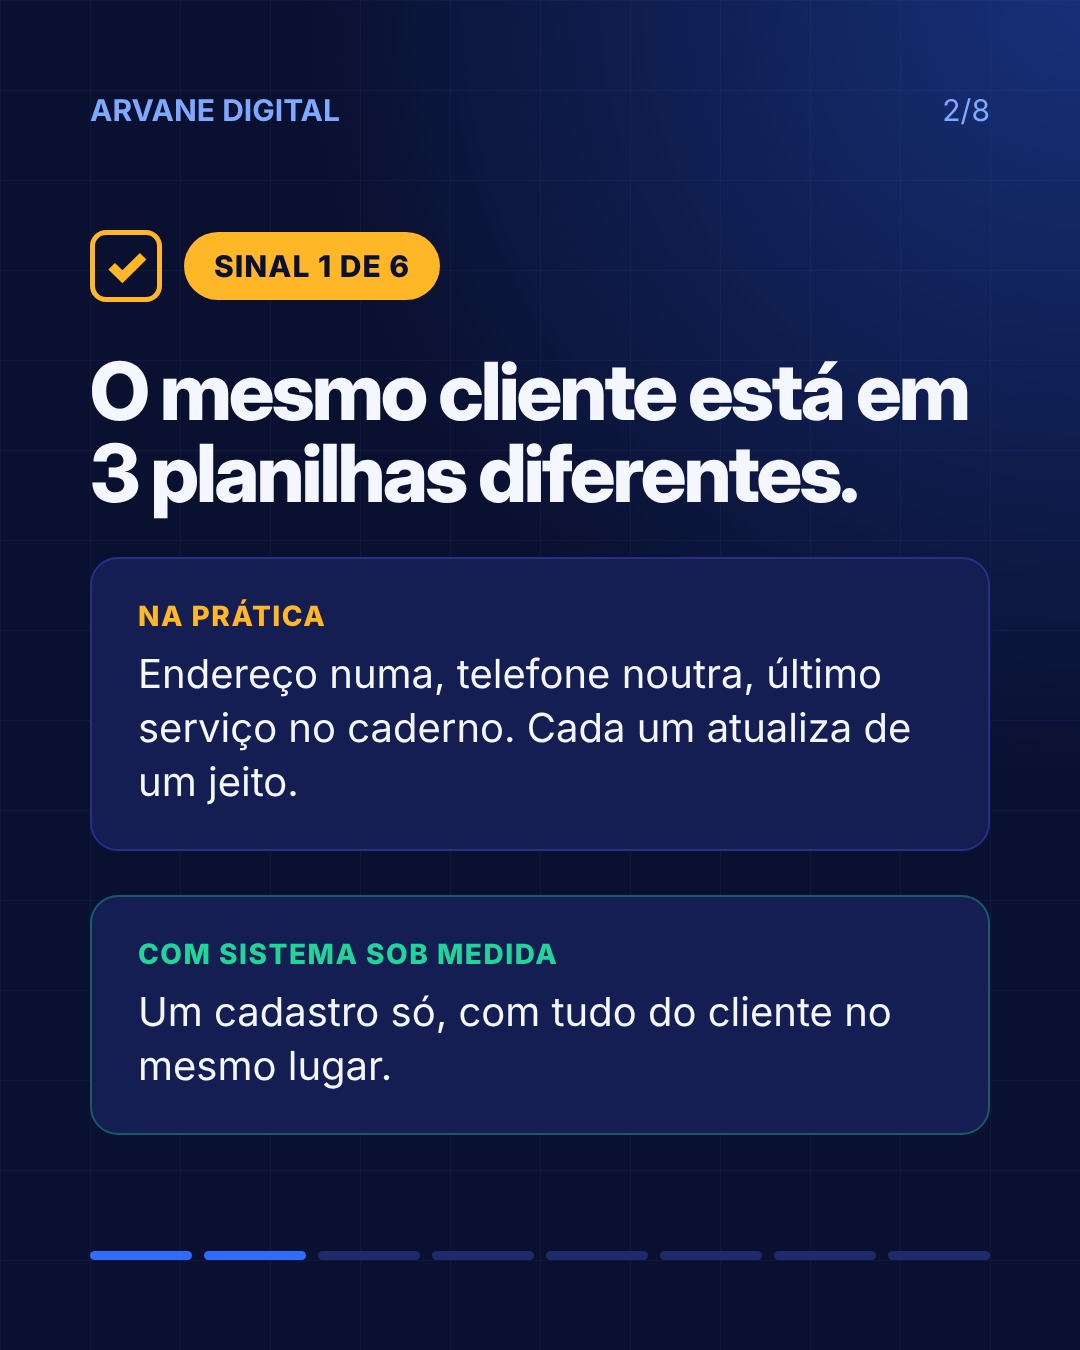 ARVANE DIGITAL
2/8
SINAL 1 DE 6
O mesmo cliente está em
3 planilhas diferentes.
NA PRÁTICA
Endereço numa, telefone noutra, último
serviço no caderno. Cada um atualiza de
um jeito.
COM SISTEMA SOB MEDIDA
Um cadastro só, com tudo do cliente no
mesmo lugar.